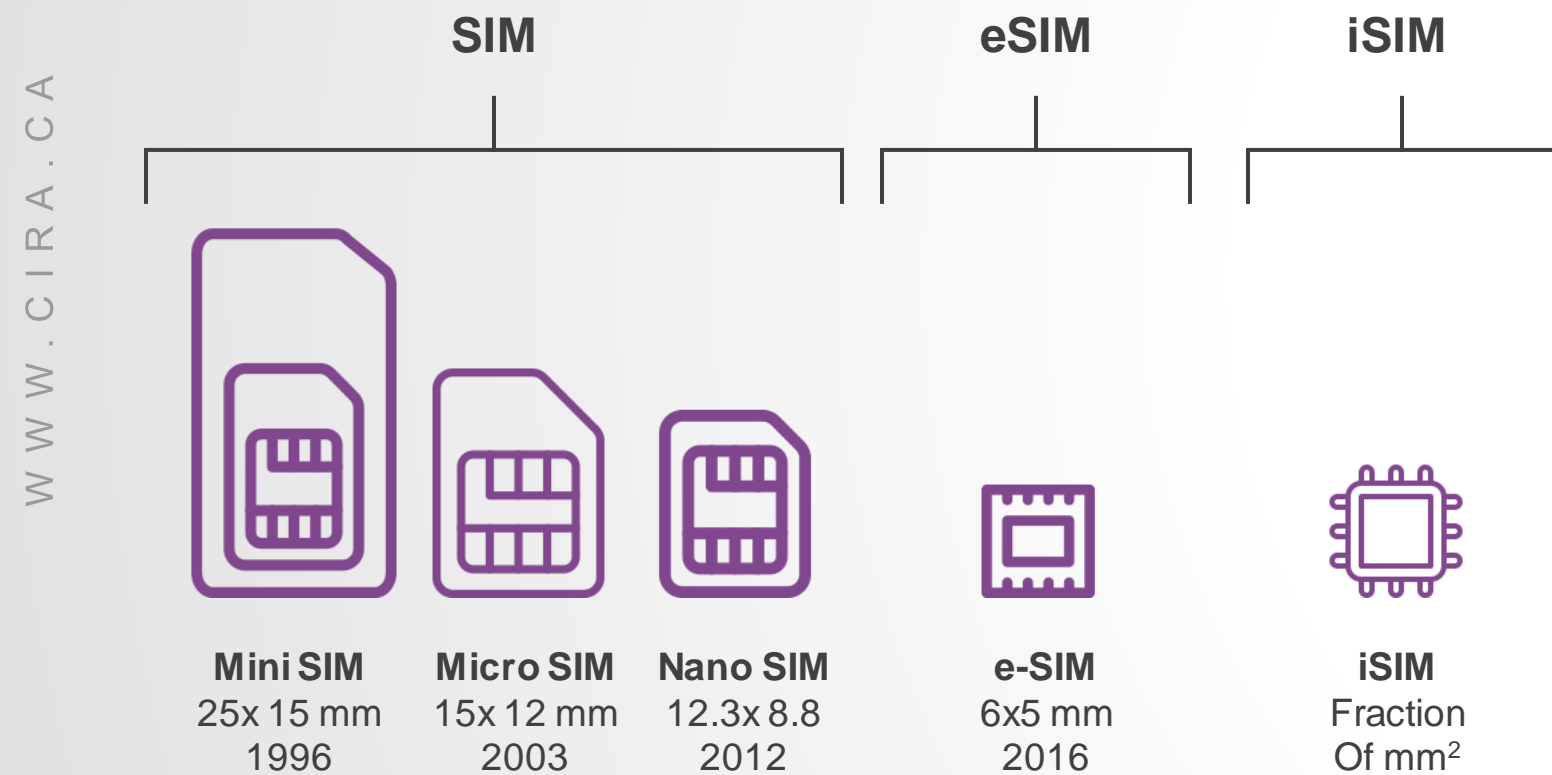 SIM
eSIM
iSIM
WWW.CIRA.CA
Mini SIM
25x 15 mm
1996
Micro SIM
15x 12 mm
2003
Nano SIM
12.3x 8.8
2012
e-SIM
6x5 mm
2016
iSIM
Fraction
Of mm²